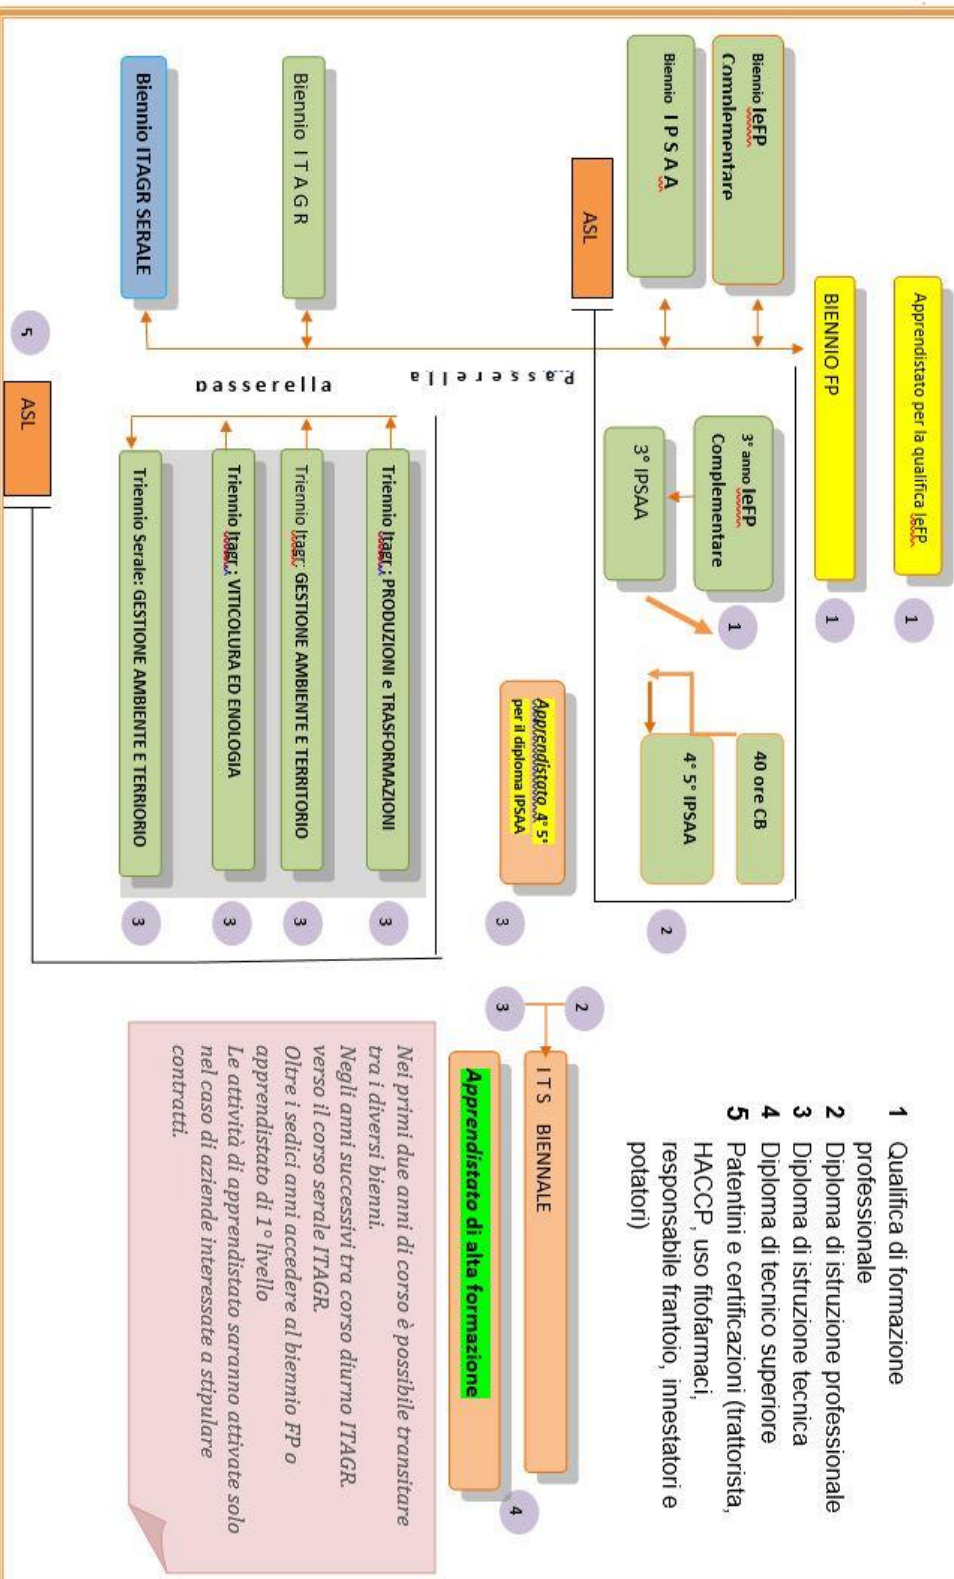 Apprendistato per la qualifica IeFP
1
BIENNIO FP
1
Biennio IeFP
Complementare
Biennio I P S A A
ASL
3° anno IeFP
Complementare
1
3° IPSAA
40 ore CB
4° 5° IPSAA
2
Passerella
Apprendistato 4° 5°
per il diploma IPSAA
3
Biennio I T A G R
Biennio ITAGR SERALE
passerella
Triennio Itagr.: PRODUZIONI e TRASFORMAZIONI
3
Triennio Itagr: GESTIONE AMBIENTE E TERRITORIO
3
Triennio Itagr.: VITICOLURA ED ENOLOGIA
3
Triennio Serale: GESTIONE AMBIENTE E TERRIORIO
3
5
ASL
1 Qualifica di formazione
professionale
2 Diploma di istruzione professionale
3 Diploma di istruzione tecnica
4 Diploma di tecnico superiore
5 Patentini e certificazioni (trattorista,
HACCP, uso fitofarmaci,
responsabile frantoio, innestatori e
potatori)
2
3
ITS BIENNALE
Apprendistato di alta formazione
4
Nei primi due anni di corso è possibile transitare
tra i diversi bienni.
Negli anni successivi tra corso diurno ITAGR
verso il corso serale ITAGR.
Oltre i sedici anni accedere al biennio FP o
apprendistato di 1° livello
Le attività di apprendistato saranno attivate solo
nel caso di aziende interessate a stipulare
contratti.